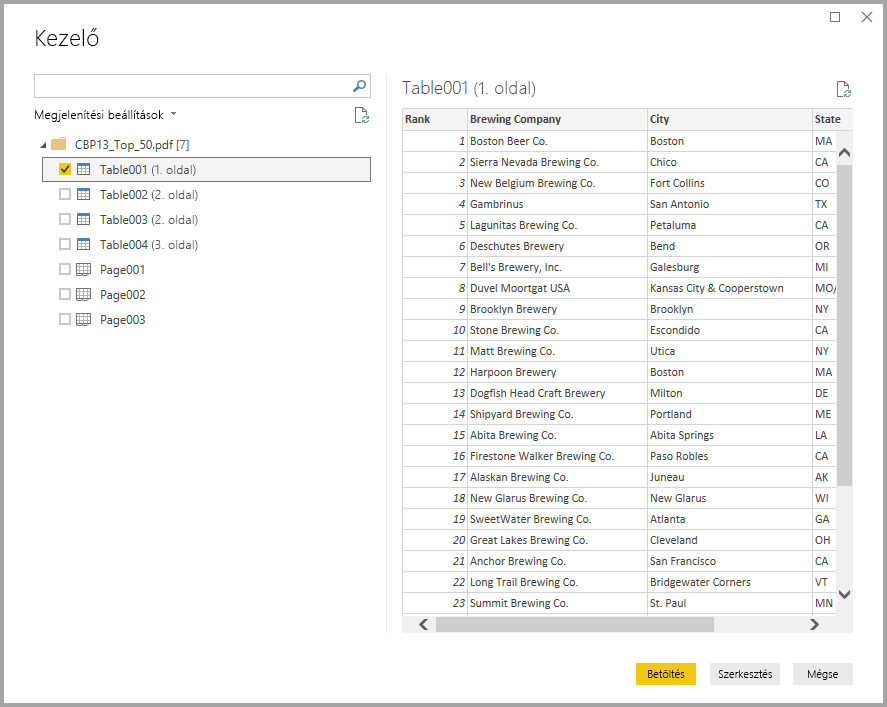 Kezelő
Megjelenítési beállítások
CBP13_Top_50.pdf [7]
Table001 (1. oldal)
Table002 (2. oldal)
Table003 (2. oldal)
Table004 (3. oldal)
Page001
Page002
Page003
Table001 (1. oldal)
Rank Brewing Company City State
1 Boston Beer Co. Boston MA
2 Sierra Nevada Brewing Co. Chico CA
3 New Belgium Brewing Co. Fort Collins CO
4 Gambrinus San Antonio TX
5 Lagunitas Brewing Co. Petaluma CA
6 Deschutes Brewery Bend OR
7 Bell's Brewery, Inc. Galesburg MI
8 Duvel Moortgat USA Kansas City & Cooperstown MO/
9 Brooklyn Brewery Brooklyn NY
10 Stone Brewing Co. Escondido CA
11 Matt Brewing Co. Utica NY
12 Harpoon Brewery Boston MA
13 Dogfish Head Craft Brewery Milton DE
14 Shipyard Brewing Co. Portland ME
15 Abita Brewing Co. Abita Springs LA
16 Firestone Walker Brewing Co. Paso Robles CA
17 Alaskan Brewing Co. Juneau AK
18 New Glarus Brewing Co. New Glarus WI
19 SweetWater Brewing Co. Atlanta GA
20 Great Lakes Brewing Co. Cleveland OH
21 Anchor Brewing Co. San Francisco CA
22 Long Trail Brewing Co. Bridgewater Corners VT
23 Summit Brewing Co. St. Paul MN
Betöltés Szerkesztés Mégse